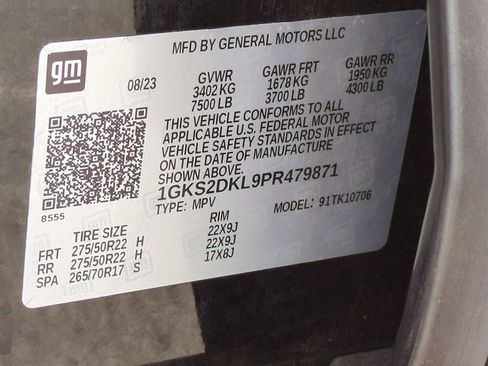 gm
MFD BY GENERAL MOTORS LLC
08/23 GVWR GAWR FRT GAWR RR
3402 KG 1678 KG 1950 KG
7500 LB 3700 LB 4300 LB
THIS VEHICLE CONFORMS TO ALL
APPLICABLE U.S. FEDERAL MOTOR
VEHICLE SAFETY STANDARDS IN EFFECT
ON THE DATE OF MANUFACTURE SHOWN ABOVE.
1GKS2DKL9PR479871
8555
TYPE: MPV MODEL: 91TK10706
TIRE SIZE RIM
FRT 275/50R22 H 22X9J
RR 275/50R22 H 22X9J
SPA 265/70R17 S 17X8J